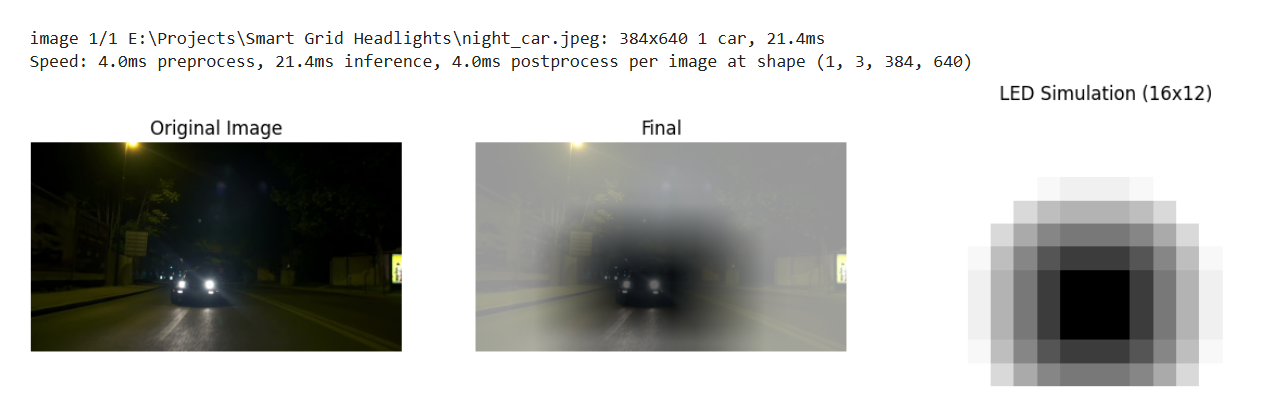 image 1/1 E:\Projects\Smart Grid Headlights\night_car.jpeg: 384x640 1 car, 21.4ms
Speed: 4.0ms preprocess, 21.4ms inference, 4.0ms postprocess per image at shape (1, 3, 384, 640)
LED Simulation (16x12)
Original Image
Final